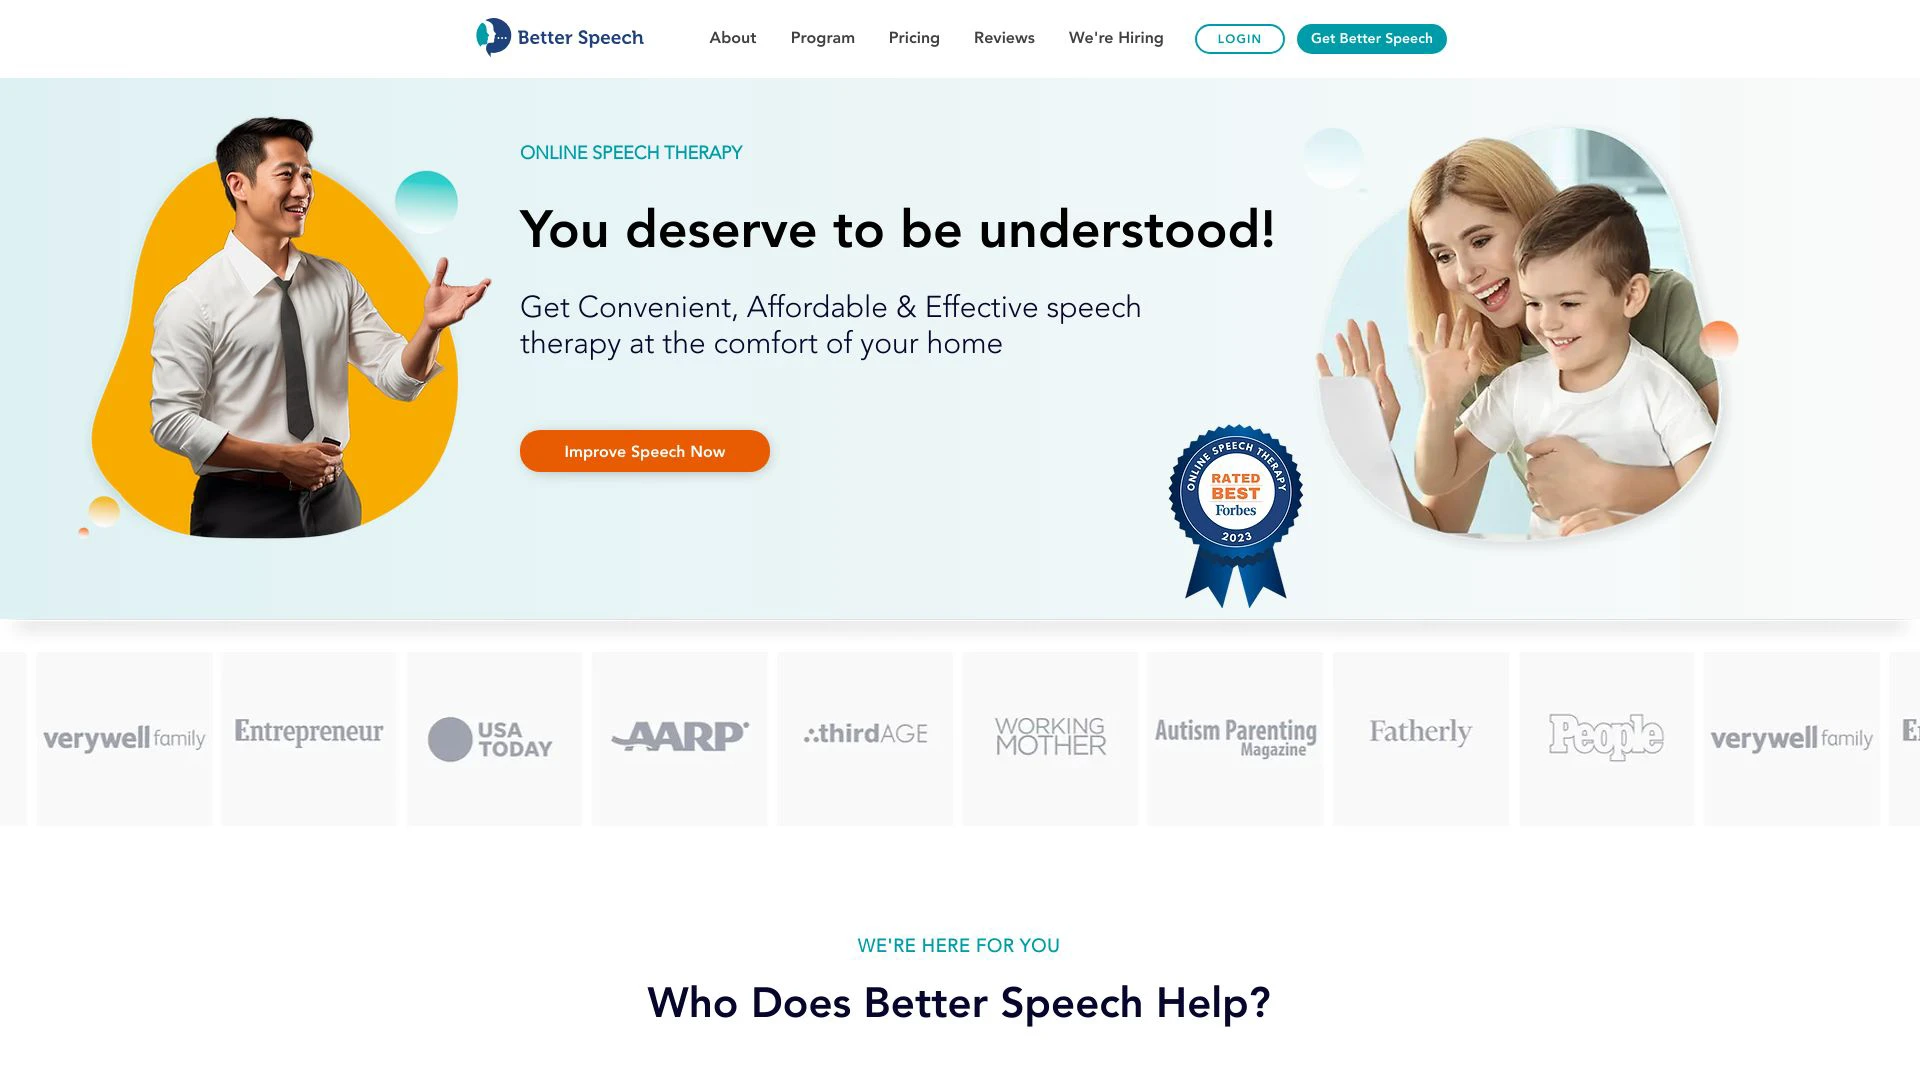 Better Speech
About
Program
Pricing
Reviews
We're Hiring
LOGIN
Get Better Speech
ONLINE SPEECH THERAPY
You deserve to be understood!
Get Convenient, Affordable & Effective speech
therapy at the comfort of your home
Improve Speech Now
ONLINE SPEECH THERAPY
RATED
BEST
Forbes
2023
verywell family
Entrepreneur
USA
TODAY
AARP
thirdAGE
WORKING
MOTHER
Autism Parenting
Magazine
Fatherly
People
verywell family
WE'RE HERE FOR YOU
Who Does Better Speech Help?